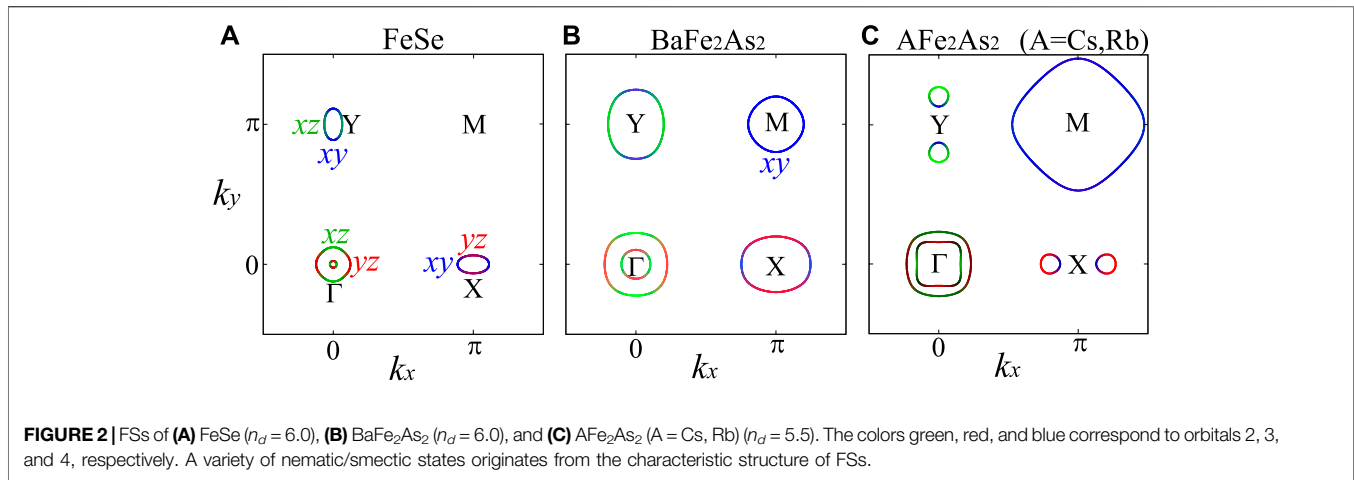 A FeSe
B BaFe₂As₂
C AFe₂As₂ (A=Cs,Rb)
π
0
ky
xz Y
xy
M
xz
yz
Γ
yz
xy
X
0 π
kx
Y
M
xy
Γ
X
0 π
kx
Y
M
Γ
X
0 π
kx
FIGURE 2 | FSs of (A) FeSe (nd = 6.0), (B) BaFe₂As₂ (nd = 6.0), and (C) AFe₂As₂ (A = Cs, Rb) (nd = 5.5). The colors green, red, and blue correspond to orbitals 2, 3,
and 4, respectively. A variety of nematic/smectic states originates from the characteristic structure of FSs.